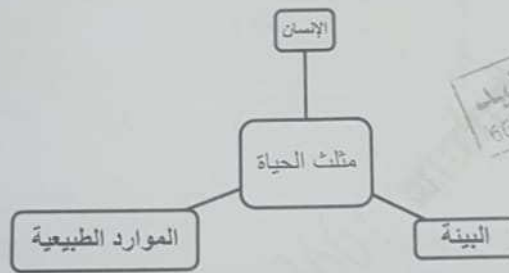 الإنسان
مثلث الحياة
البيئة
الموارد الطبيعية